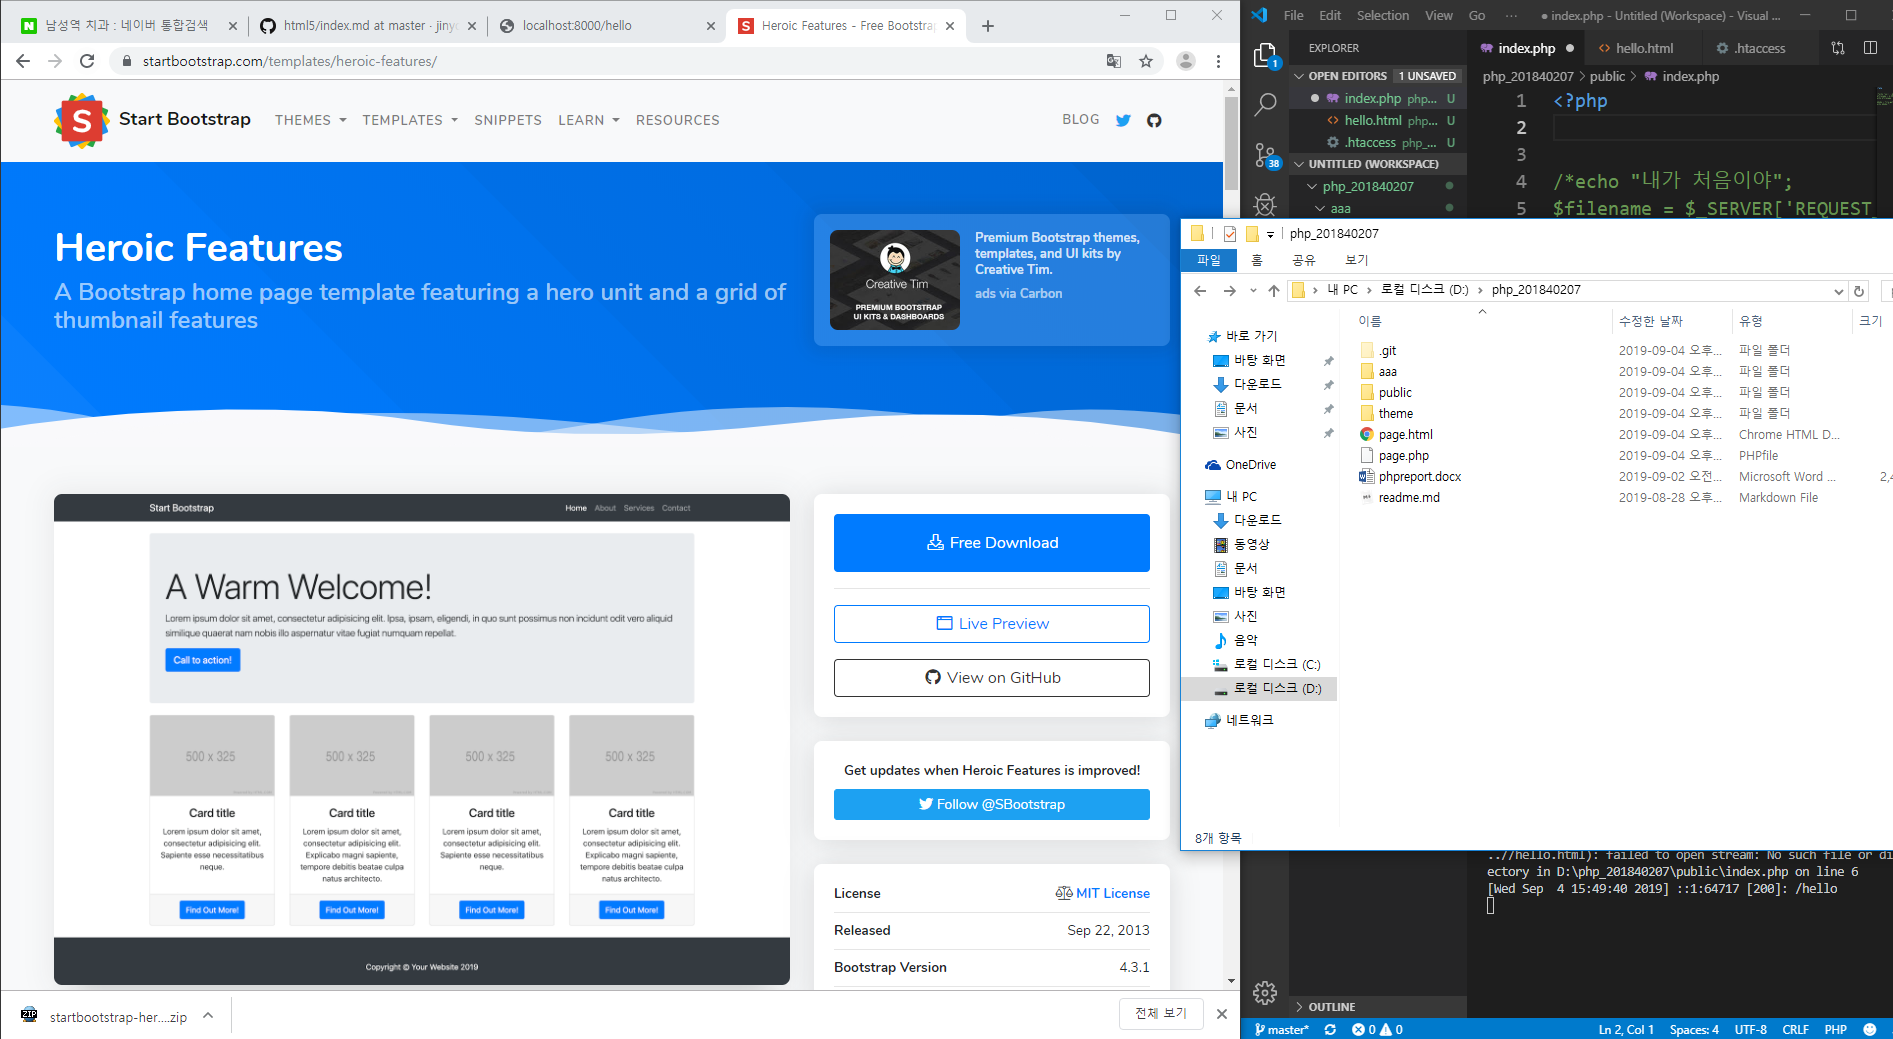 남성역 치과 : 네이버 통합검색
html5/index.md at master · jinyo
localhost:8000/hello
Heroic Features - Free Bootstrap
startbootstrap.com/templates/heroic-features/
Start Bootstrap
THEMES
TEMPLATES
SNIPPETS
LEARN
RESOURCES
BLOG
Heroic Features
A Bootstrap home page template featuring a hero unit and a grid of
thumbnail features
Creative Tim
PREMIUM BOOTSTRAP
UI KITS & DASHBOARDS
Premium Bootstrap themes,
templates, and UI kits by
Creative Tim.
ads via Carbon
Start Bootstrap
Home About Services Contact
A Warm Welcome!
Lorem ipsum dolor sit amet, consectetur adipisicing elit. Ipsa, ipsam, eligendi, in quo sunt possimus non incidunt odit vero aliquid
similique quaerat nam nobis illo aspernatur vitae fugiat numquam repellat.
Call to action!
500 x 325
500 x 325
500 x 325
500 x 325
Card title
Lorem ipsum dolor sit amet,
consectetur adipisicing elit.
Sapiente esse necessitatibus
neque.
Find Out More!
Card title
Lorem ipsum dolor sit amet,
consectetur adipisicing elit.
Explicabo magni sapiente,
tempore debitis beatae culpa
natus architecto.
Find Out More!
Card title
Lorem ipsum dolor sit amet,
consectetur adipisicing elit.
Sapiente esse necessitatibus
neque.
Find Out More!
Card title
Lorem ipsum dolor sit amet,
consectetur adipisicing elit.
Explicabo magni sapiente,
tempore debitis beatae culpa
natus architecto.
Find Out More!
Copyright © Your Website 2019
Free Download
Live Preview
View on GitHub
Get updates when Heroic Features is improved!
Follow @SBootstrap
License MIT License
Released Sep 22, 2013
Bootstrap Version 4.3.1
startbootstrap-her....zip
전체 보기
File Edit Selection View Go ···
● index.php - Untitled (Workspace) - Visual ...
EXPLORER
OPEN EDITORS 1 UNSAVED
index.php php... U
hello.html php... U
.htaccess php_... U
UNTITLED (WORKSPACE)
php_201840207
aaa
1
38
index.php
hello.html
.htaccess
php_201840207 > public > index.php
1 <?php
2
3
4 /*echo "내가 처음이야";
5 $filename = $_SERVER['REQUEST_
php_201840207
파일 홈 공유 보기
내 PC > 로컬 디스크 (D:) > php_201840207
바로 가기
바탕 화면
다운로드
문서
사진
OneDrive
내 PC
다운로드
동영상
문서
바탕 화면
사진
음악
로컬 디스크 (C:)
로컬 디스크 (D:)
네트워크
이름 수정한 날짜 유형 크기
.git 2019-09-04 오후... 파일 폴더
aaa 2019-09-04 오후... 파일 폴더
public 2019-09-04 오후... 파일 폴더
theme 2019-09-04 오후... 파일 폴더
page.html 2019-09-04 오후... Chrome HTML D...
page.php 2019-09-04 오후... PHPfile
phpreport.docx 2019-09-02 오전... Microsoft Word ... 2,4
readme.md 2019-08-28 오후... Markdown File
8개 항목
..//hello.html): failed to open stream: No such file or di
ectory in D:\php_201840207\public\index.php on line 6
[Wed Sep  4 15:49:40 2019] ::1:64717 [200]: /hello
OUTLINE
master* 0 0
Ln 2, Col 1 Spaces: 4 UTF-8 CRLF PHP